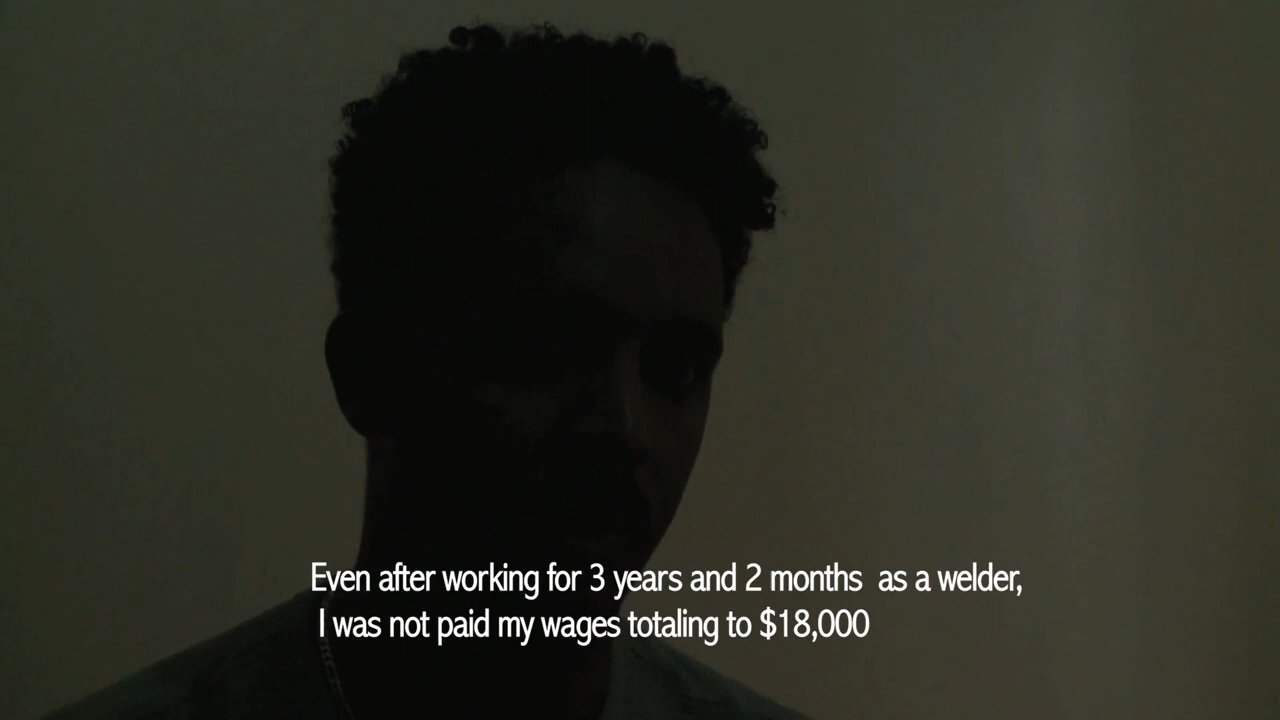 Even after working for 3 years and 2 months as a welder,
I was not paid my wages totaling to $18,000